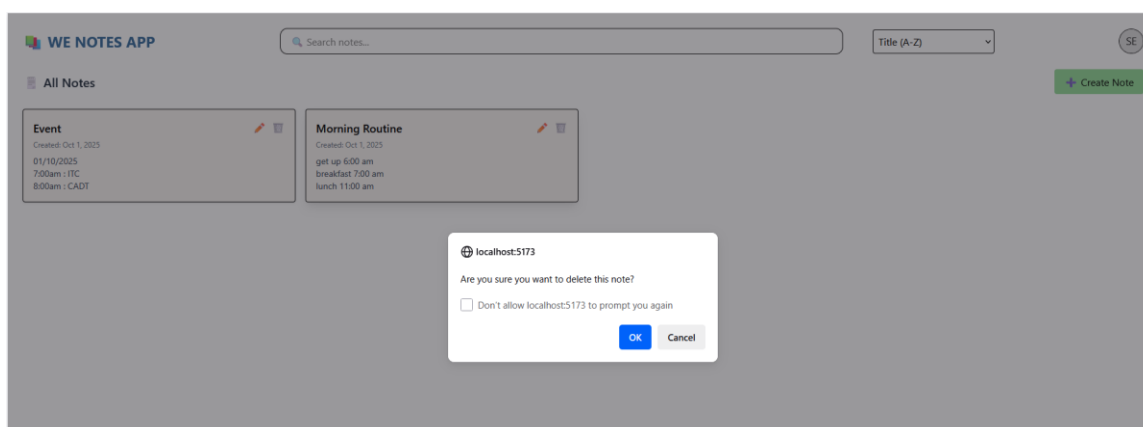 WE NOTES APP
Search notes...
Title (A-Z)
SE
All Notes
Create Note
Event
Created: Oct 1, 2025
01/10/2025
7:00am : ITC
8:00am : CADT
Morning Routine
Created: Oct 1, 2025
get up 6:00 am
breakfast 7:00 am
lunch 11:00 am
localhost:5173
Are you sure you want to delete this note?
Don't allow localhost:5173 to prompt you again
OK
Cancel